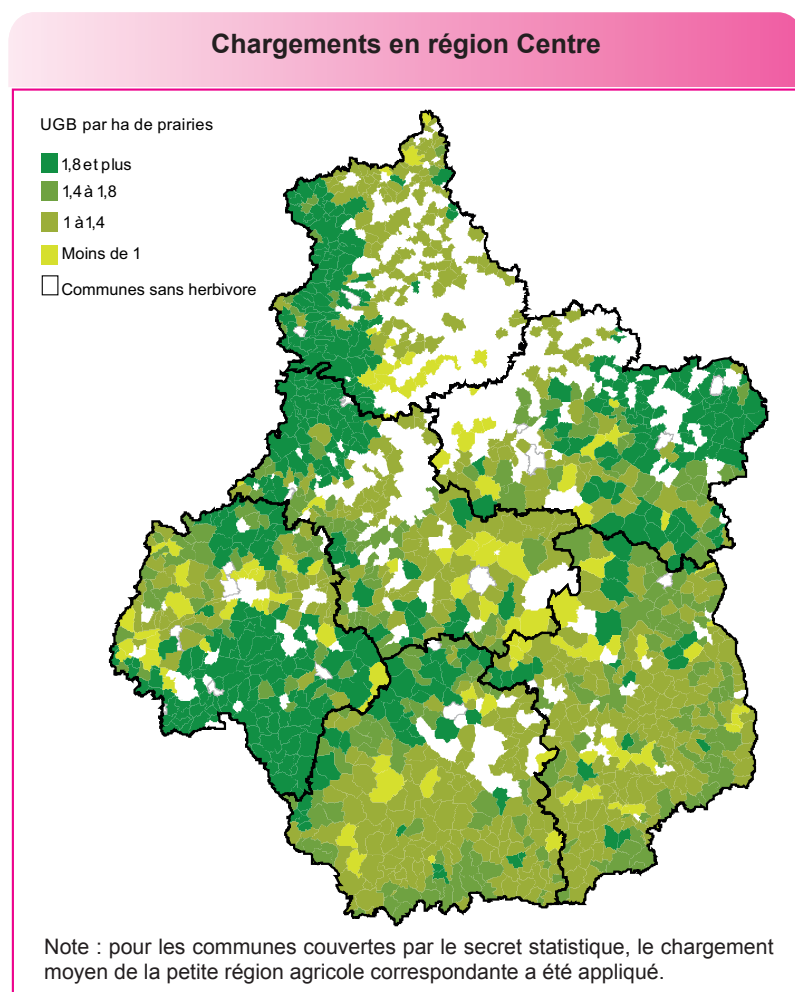 Chargements en région Centre
UGB par ha de prairies
1,8 et plus
1,4 à 1,8
1 à 1,4
Moins de 1
Communes sans herbivore
Note : pour les communes couvertes par le secret statistique, le chargement
moyen de la petite région agricole correspondante a été appliqué.